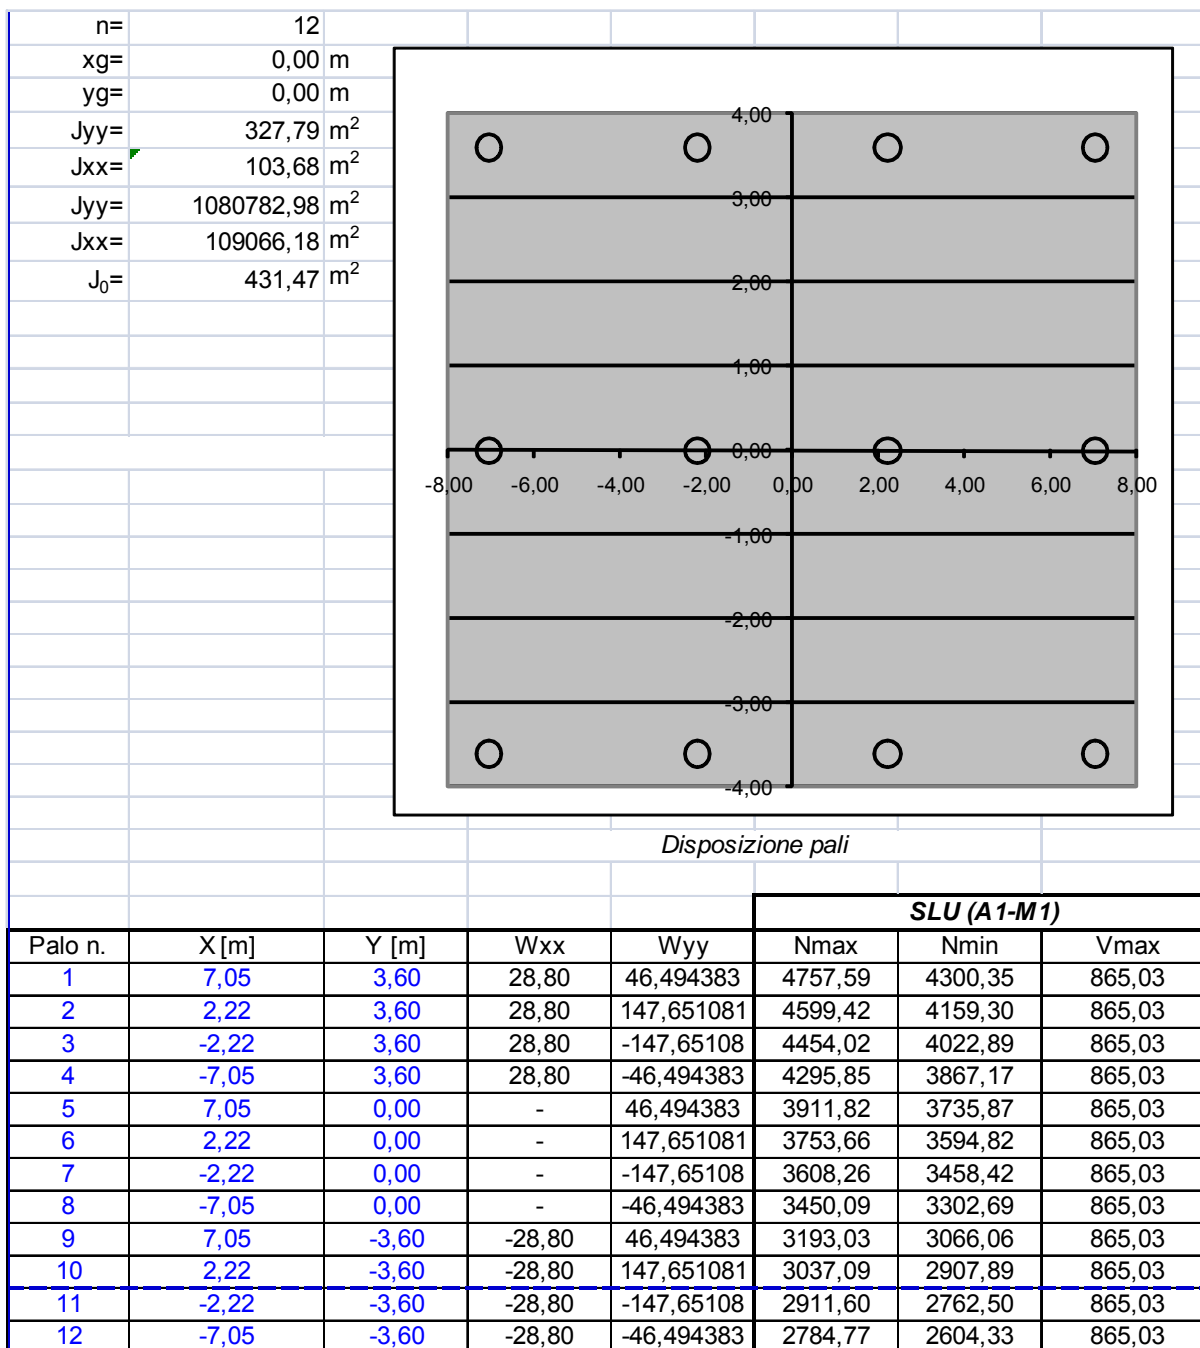 n= 12
xg= 0,00 m
yg= 0,00 m
Jyy= 327,79 m²
Jxx= 103,68 m²
Jyy= 1080782,98 m²
Jxx= 109066,18 m²
J₀= 431,47 m²
4,00
3,00
2,00
1,00
0,00
-8,00 -6,00 -4,00 -2,00 0,00 2,00 4,00 6,00 8,00
-1,00
-2,00
-3,00
-4,00
Disposizione pali
SLU (A1-M1)
Palo n. X [m] Y [m] Wxx Wyy Nmax Nmin Vmax
1 7,05 3,60 28,80 46,494383 4757,59 4300,35 865,03
2 2,22 3,60 28,80 147,651081 4599,42 4159,30 865,03
3 -2,22 3,60 28,80 -147,65108 4454,02 4022,89 865,03
4 -7,05 3,60 28,80 -46,494383 4295,85 3867,17 865,03
5 7,05 0,00 - 46,494383 3911,82 3735,87 865,03
6 2,22 0,00 - 147,651081 3753,66 3594,82 865,03
7 -2,22 0,00 - -147,65108 3608,26 3458,42 865,03
8 -7,05 0,00 - -46,494383 3450,09 3302,69 865,03
9 7,05 -3,60 -28,80 46,494383 3193,03 3066,06 865,03
10 2,22 -3,60 -28,80 147,651081 3037,09 2907,89 865,03
11 -2,22 -3,60 -28,80 -147,65108 2911,60 2762,50 865,03
12 -7,05 -3,60 -28,80 -46,494383 2784,77 2604,33 865,03